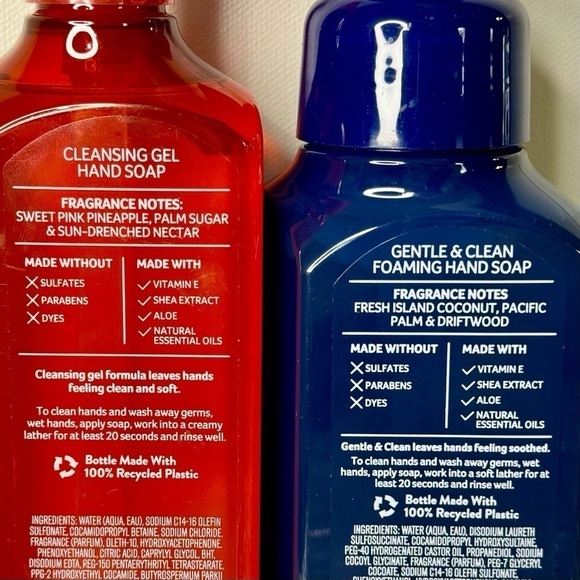 CLEANSING GEL
HAND SOAP
FRAGRANCE NOTES:
SWEET PINK PINEAPPLE, PALM SUGAR
& SUN-DRENCHED NECTAR
MADE WITHOUT
SULFATES
PARABENS
DYES
MADE WITH
VITAMIN E
SHEA EXTRACT
ALOE
NATURAL
ESSENTIAL OILS
Cleansing gel formula leaves hands
feeling clean and soft.
To clean hands and wash away germs,
wet hands, apply soap, work into a creamy
lather for at least 20 seconds and rinse well.
Bottle Made With
100% Recycled Plastic
INGREDIENTS: WATER (AQUA, EAU), SODIUM C14-16 OLEFIN
SULFONATE, COCAMIDOPROPYL BETAINE, SODIUM CHLORIDE,
FRAGRANCE (PARFUM), OLETH-10, HYDROXYACETOPHENONE,
PHENOXYETHANOL, CITRIC ACID, CAPRYLYL GLYCOL, BHT,
DISODIUM EDTA, PEG-150 PENTAERYTHRITYL TETRASTEARATE,
PPG-2 HYDROXYETHYL COCAMIDE, BUTYROSPERMUM PARKII
GENTLE & CLEAN
FOAMING HAND SOAP
FRAGRANCE NOTES
FRESH ISLAND COCONUT, PACIFIC
PALM & DRIFTWOOD
MADE WITHOUT
SULFATES
PARABENS
DYES
MADE WITH
VITAMIN E
SHEA EXTRACT
ALOE
NATURAL
ESSENTIAL OILS
Gentle & Clean leaves hands feeling soothed.
To clean hands and wash away germs, wet
hands, apply soap, work into a soft lather for at
least 20 seconds and rinse well.
Bottle Made With
100% Recycled Plastic
INGREDIENTS: WATER (AQUA, EAU), DISODIUM LAURETH
SULFOSUCCINATE, COCAMIDOPROPYL HYDROXYSULTAINE,
PEG-40 HYDROGENATED CASTOR OIL, PROPANEDIOL, SODIUM
COCOYL GLYCINATE, FRAGRANCE (PARFUM), PEG-7 GLYCERYL
COCOATE, SODIUM C14-16 OLEFIN SULFONATE,